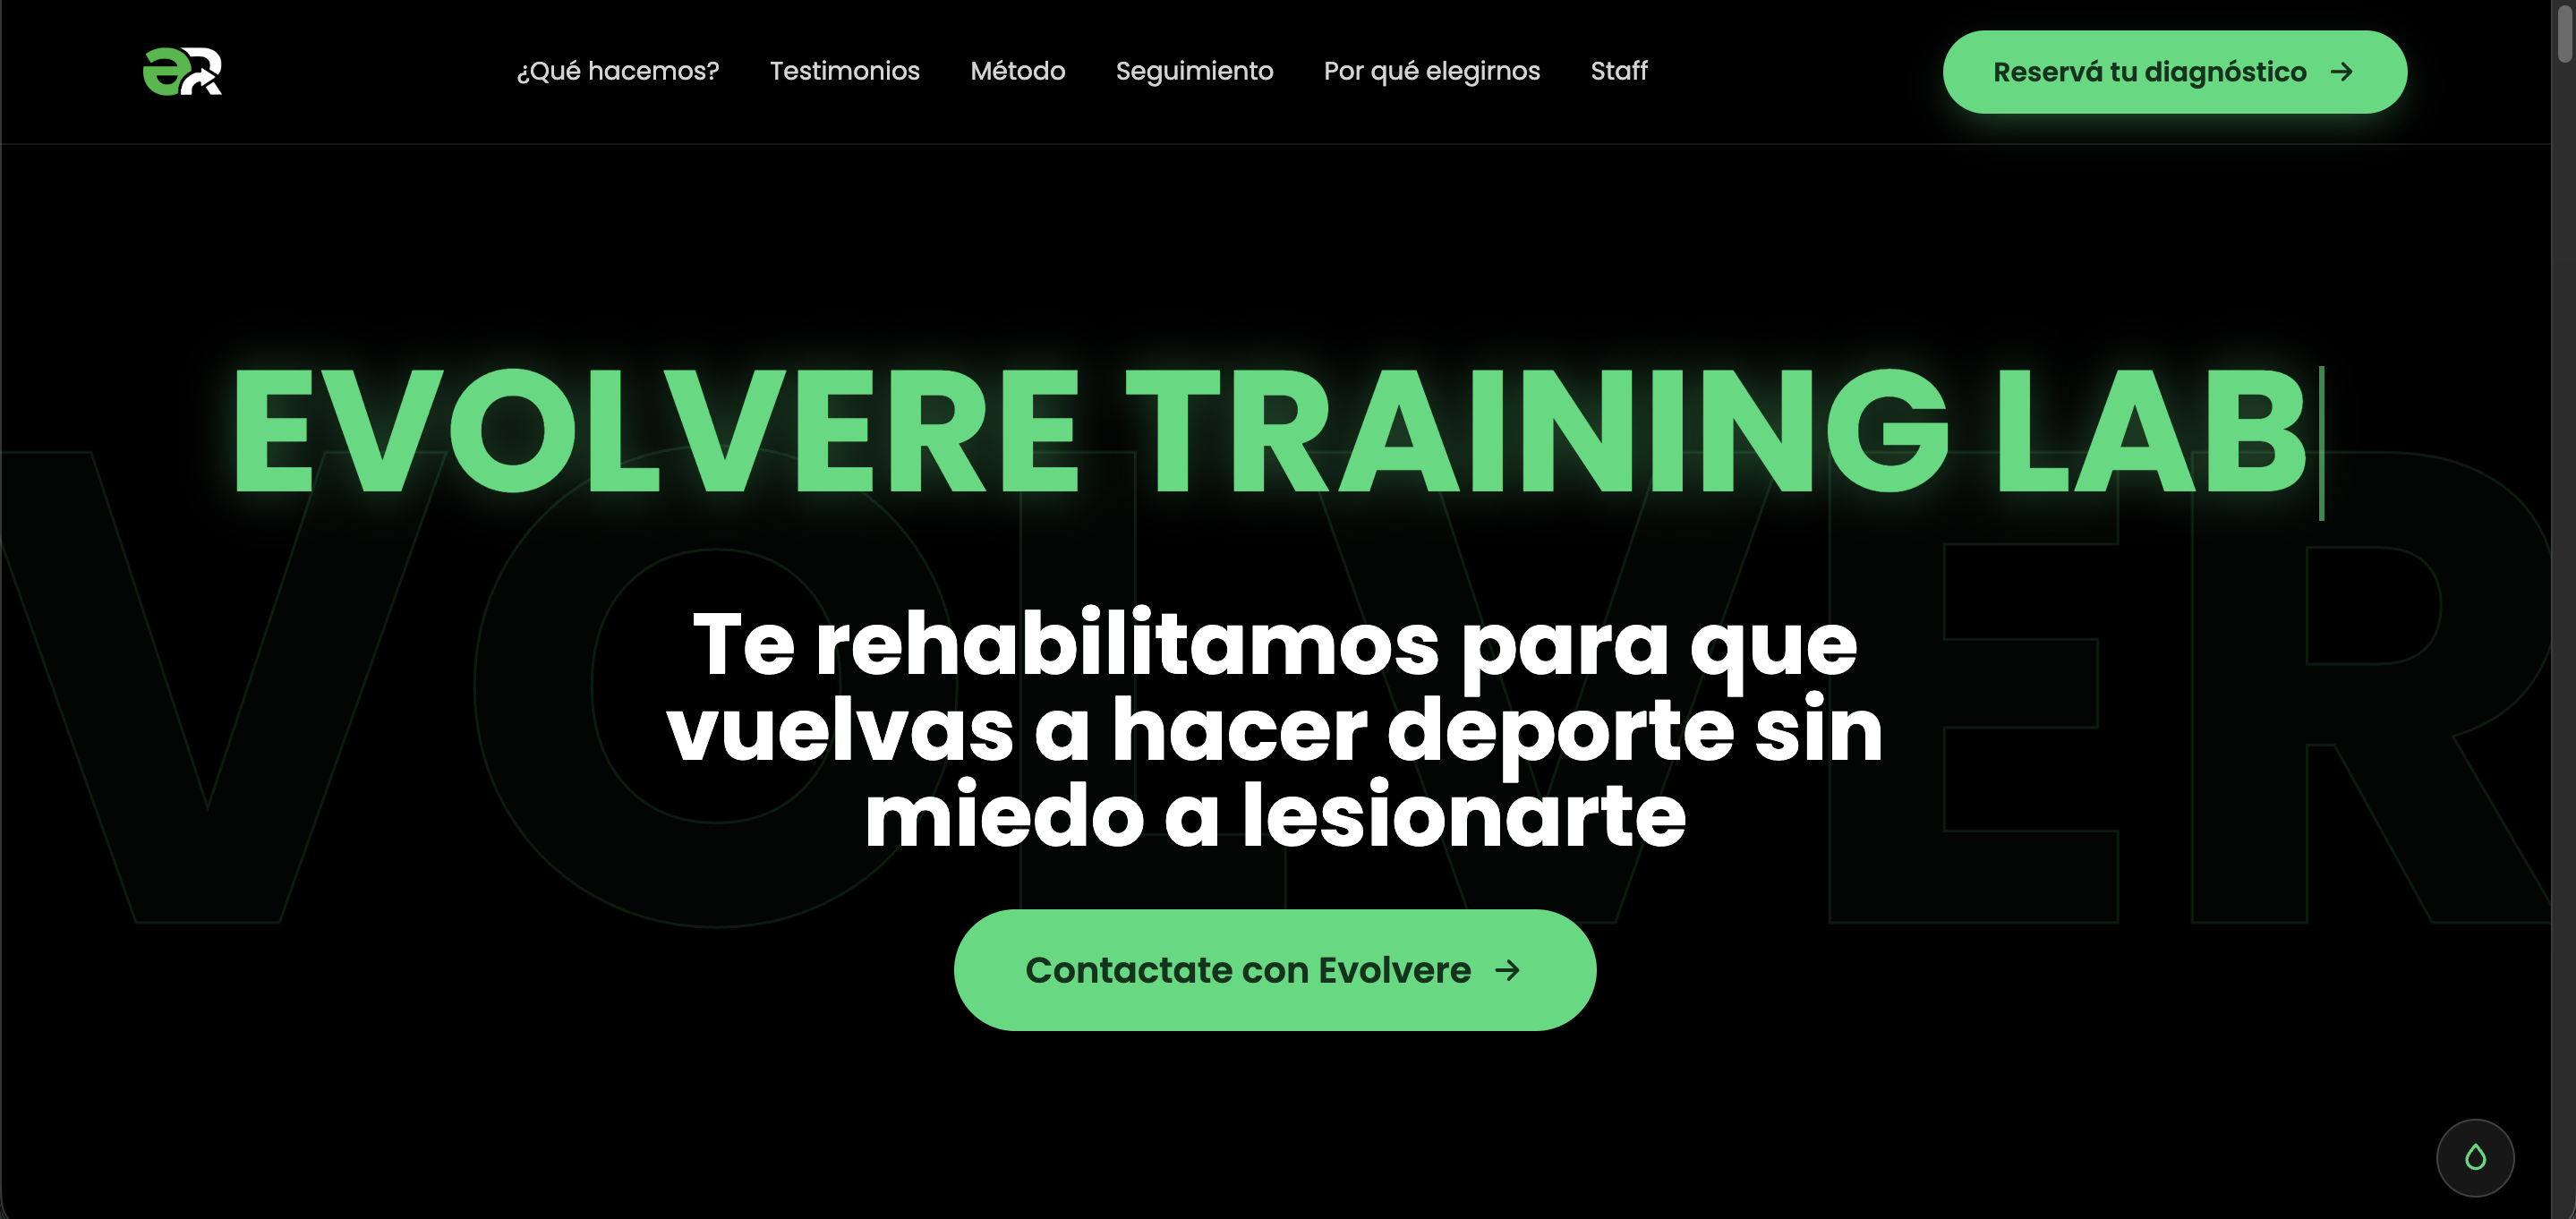 ¿Qué hacemos?
Testimonios
Método
Seguimiento
Por qué elegirnos
Staff
Reservá tu diagnóstico →
EVOLVERE TRAINING LAB
VOLVER
Te rehabilitamos para que
vuelvas a hacer deporte sin
miedo a lesionarte
Contactate con Evolvere →